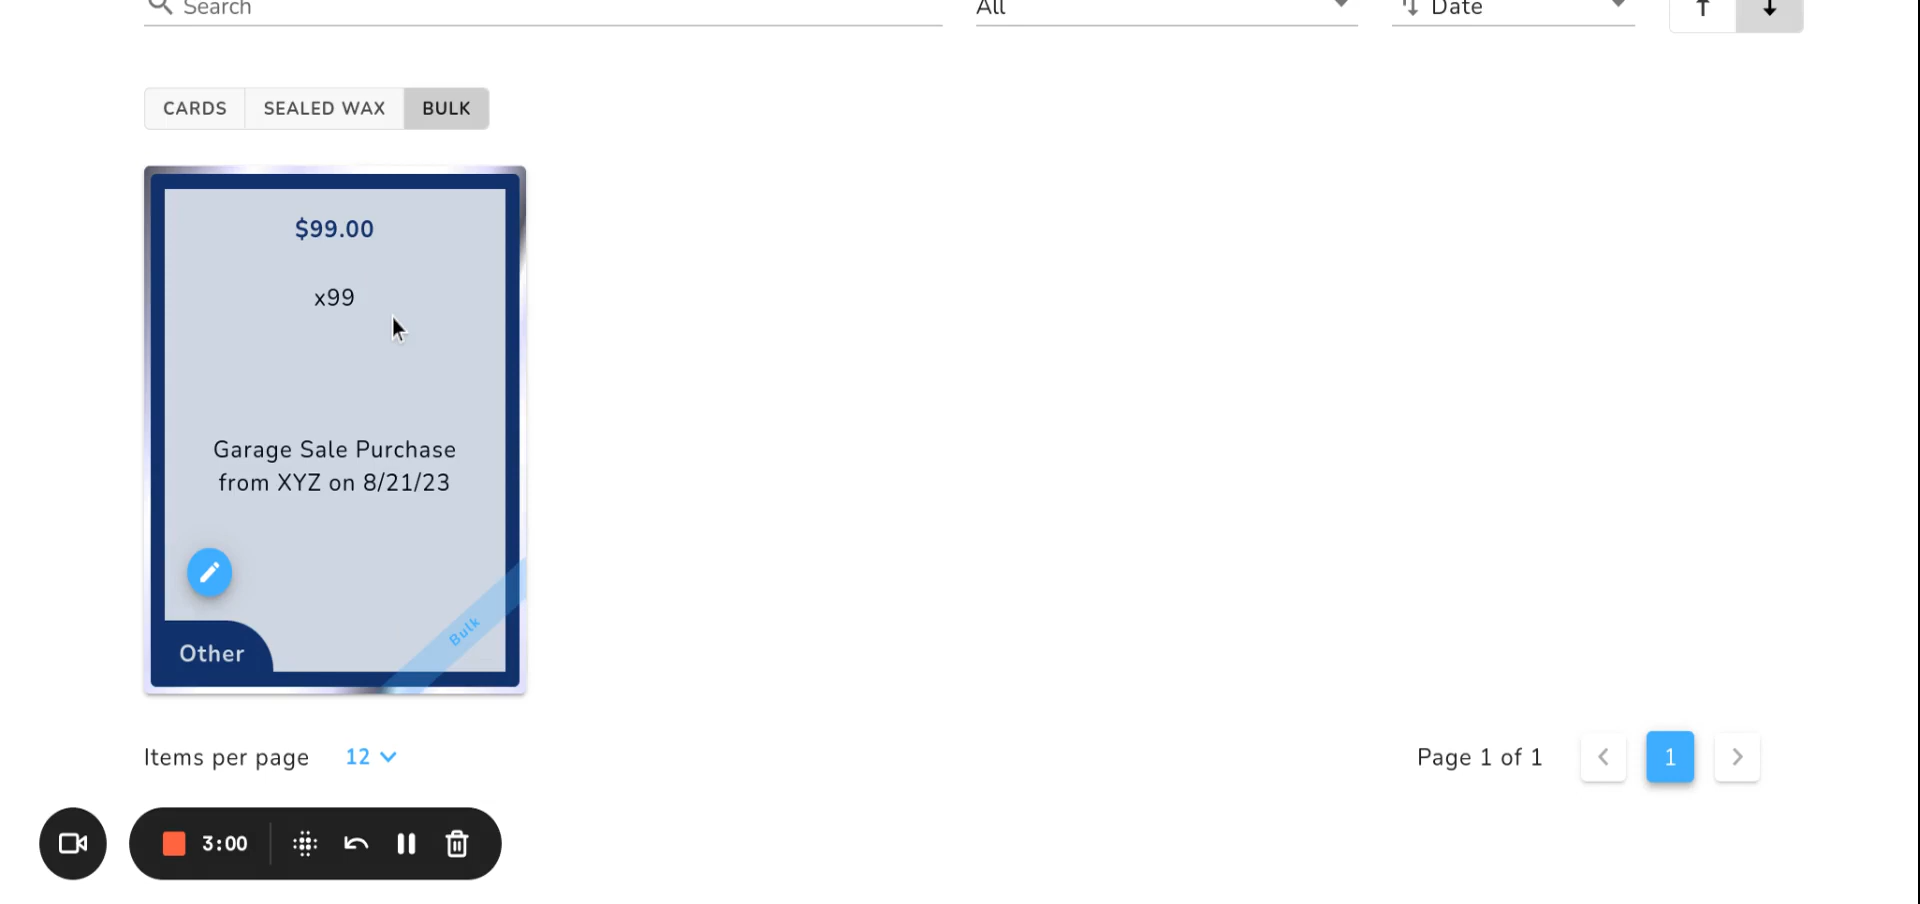 Search
All
Date
CARDS
SEALED WAX
BULK
$99.00
x99
Garage Sale Purchase
from XYZ on 8/21/23
Bulk
Other
Items per page
12
Page 1 of 1
1
3:00